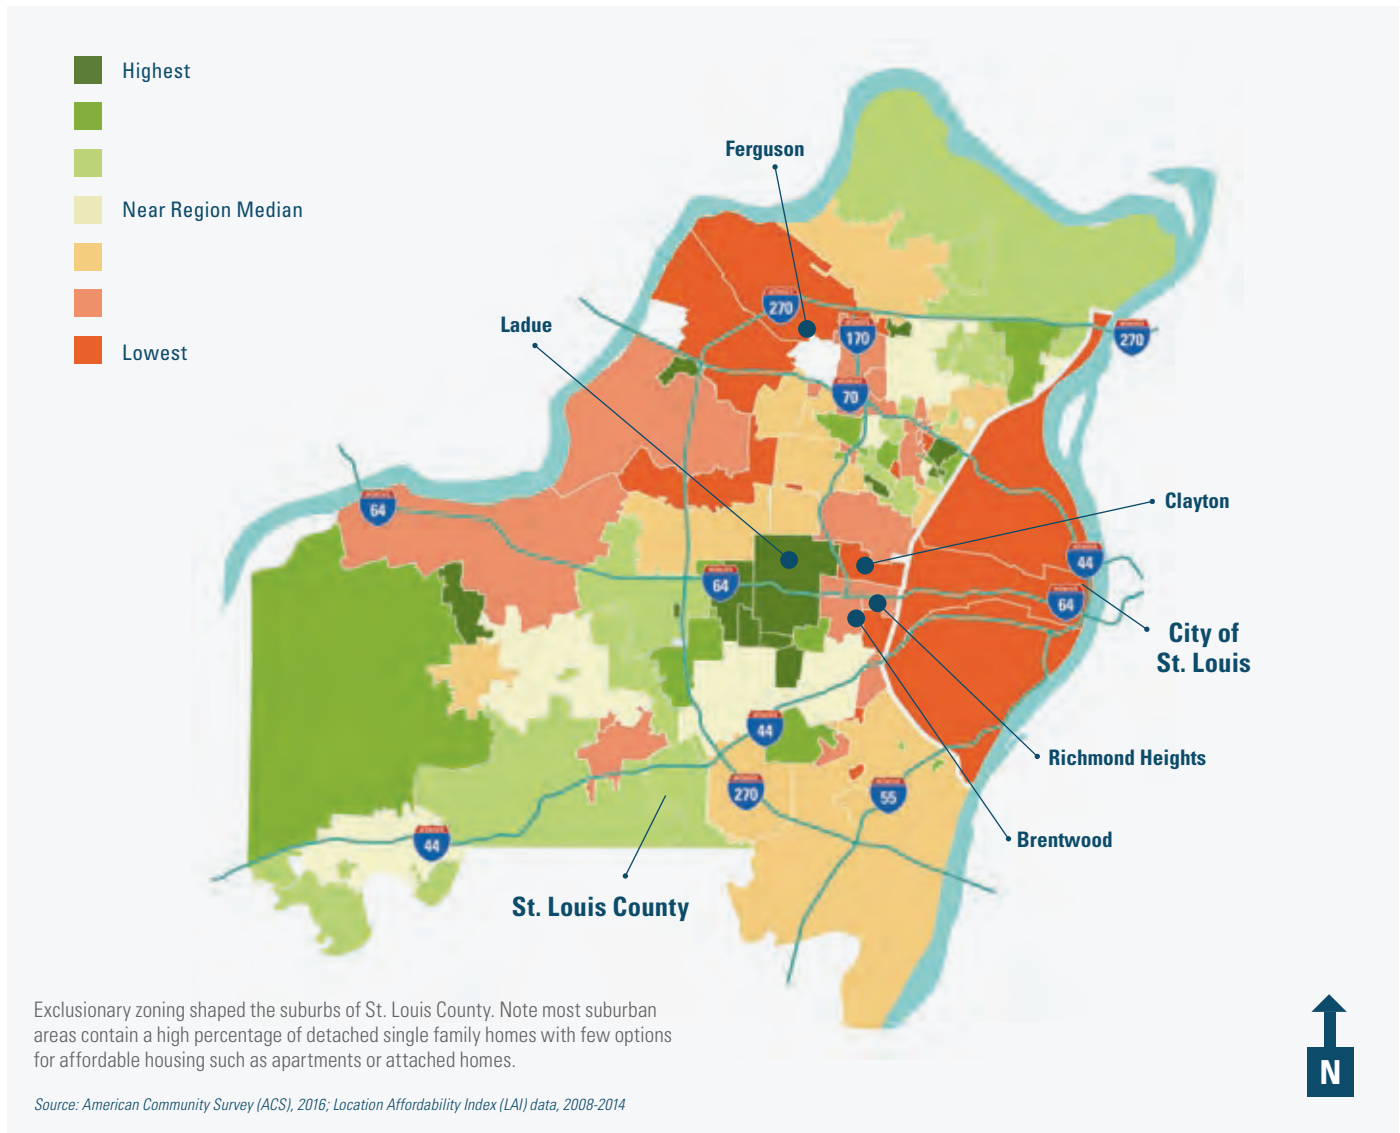 Highest
Near Region Median
Lowest
Ferguson
Ladue
270
170
270
70
64
Clayton
44
64
64
City of
St. Louis
44
Richmond Heights
270
55
44
Brentwood
St. Louis County
Exclusionary zoning shaped the suburbs of St. Louis County. Note most suburban
areas contain a high percentage of detached single family homes with few options
for affordable housing such as apartments or attached homes.
Source: American Community Survey (ACS), 2016; Location Affordability Index (LAI) data, 2008-2014
N